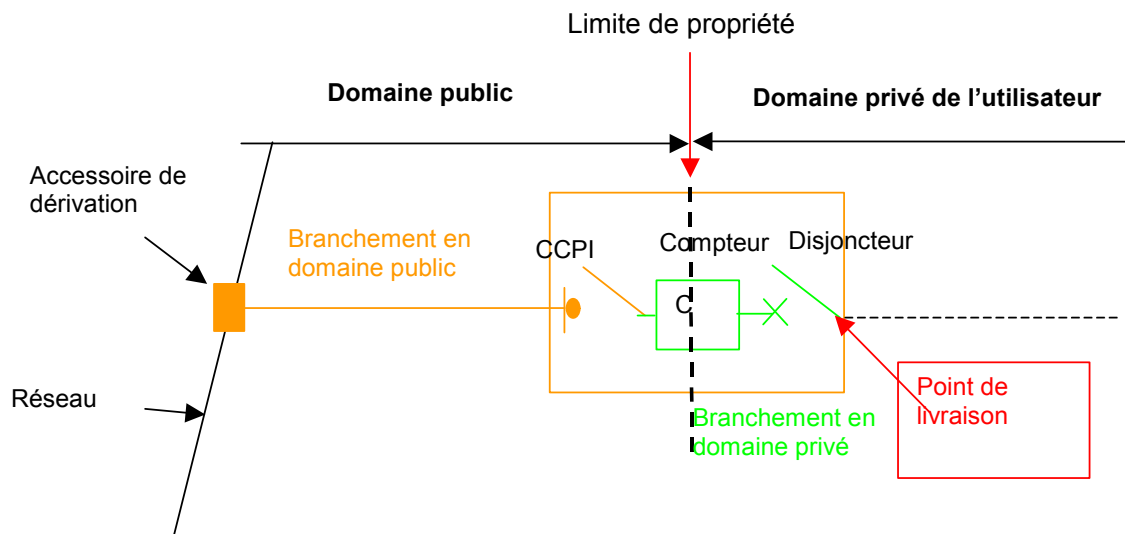 Limite de propriété
Domaine public
Domaine privé de l’utilisateur
Accessoire de
dérivation
Branchement en
domaine public
CCPI
Compteur
Disjoncteur
C
Réseau
Point de
livraison
Branchement en
domaine privé